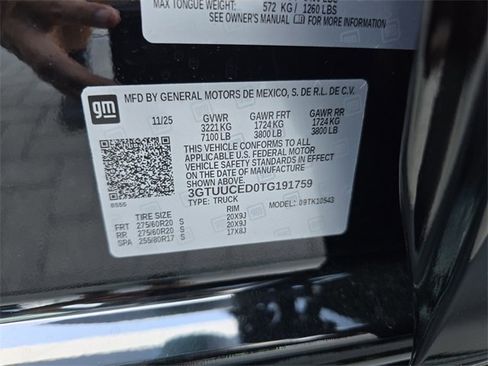 MAX TONGUE WEIGHT: 572 KG / 1260 LBS
SEE OWNER'S MANUAL FOR MORE INFORMATION
gm
MFD BY GENERAL MOTORS DE MEXICO, S. DE R.L. DE C.V.
11/25 GVWR GAWR FRT GAWR RR
3221 KG 1724 KG 1724 KG
7100 LB 3800 LB 3800 LB
THIS VEHICLE CONFORMS TO ALL
APPLICABLE U.S. FEDERAL MOTOR
VEHICLE SAFETY STANDARDS IN EFFECT
ON THE DATE OF MANUFACTURE SHOWN
ABOVE.
3GTUUCED0TG191759
TYPE: TRUCK MODEL: 09TK10543
8555
TIRE SIZE RIM
FRT 275/60R20 S 20X9J
RR 275/60R20 S 20X9J
SPA 255/80R17 S 17X8J